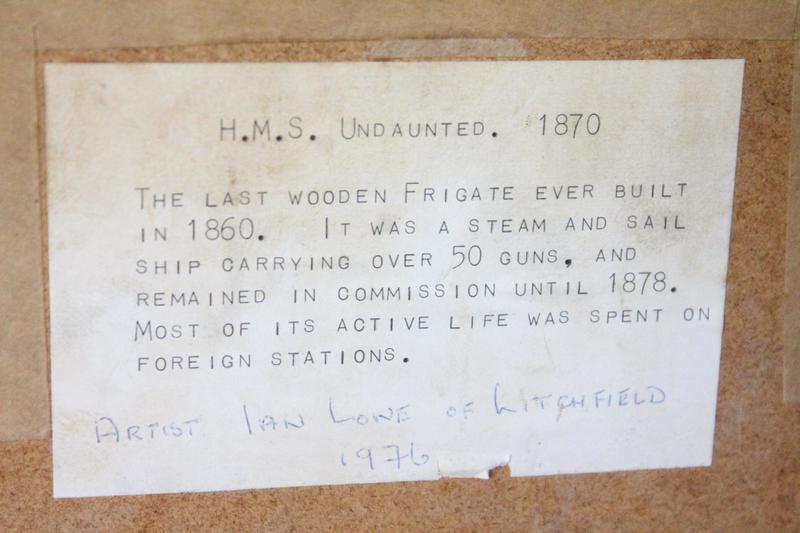 H.M.S. UNDAUNTED. 1870
THE LAST WOODEN FRIGATE EVER BUILT
IN 1860. IT WAS A STEAM AND SAIL
SHIP CARRYING OVER 50 GUNS, AND
REMAINED IN COMMISSION UNTIL 1878.
MOST OF ITS ACTIVE LIFE WAS SPENT ON
FOREIGN STATIONS.
ARTIST IAN LOWE OF LITCHFIELD
1976